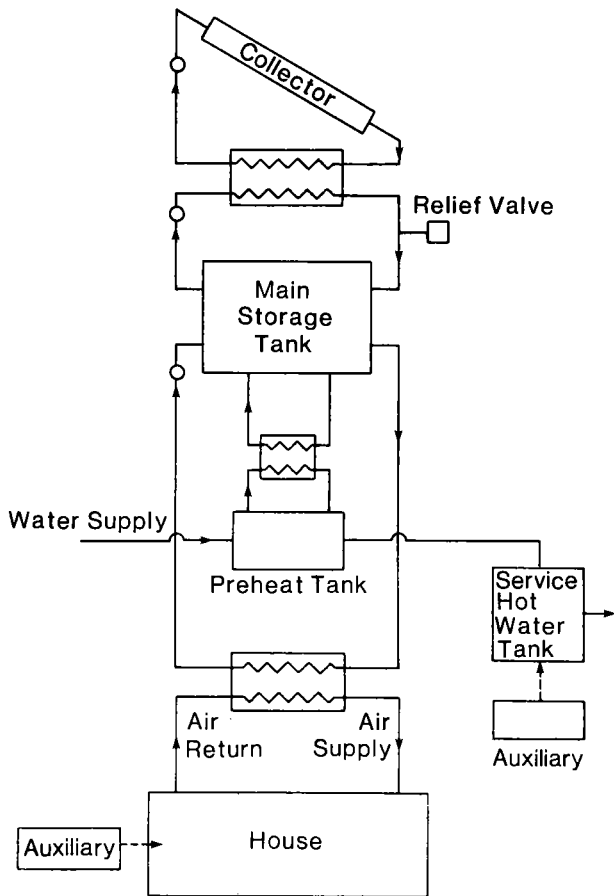 Collector
Relief Valve
Main
Storage
Tank
Water Supply
Preheat Tank
Service
Hot
Water
Tank
Auxiliary
Air
Return
Air
Supply
House
Auxiliary